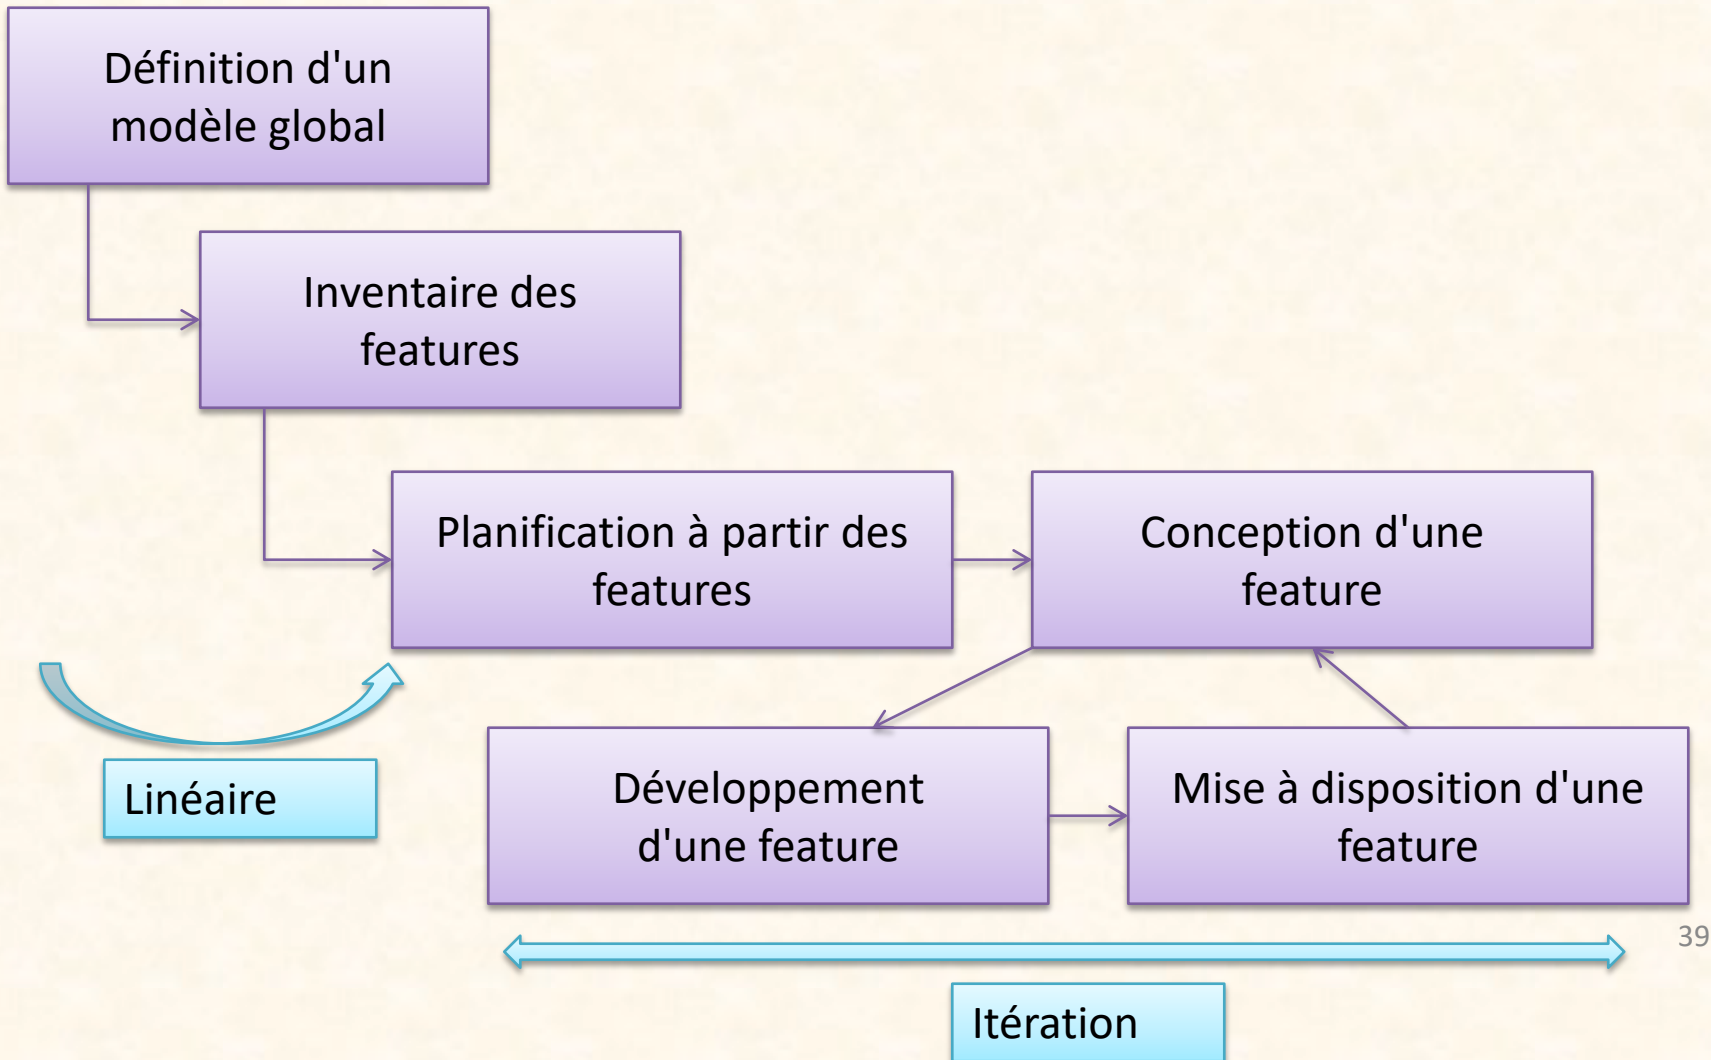 Définition d'un
modèle global
Inventaire des
features
Planification à partir des
features
Conception d'une
feature
Linéaire
Développement
d'une feature
Mise à disposition d'une
feature
39
Itération